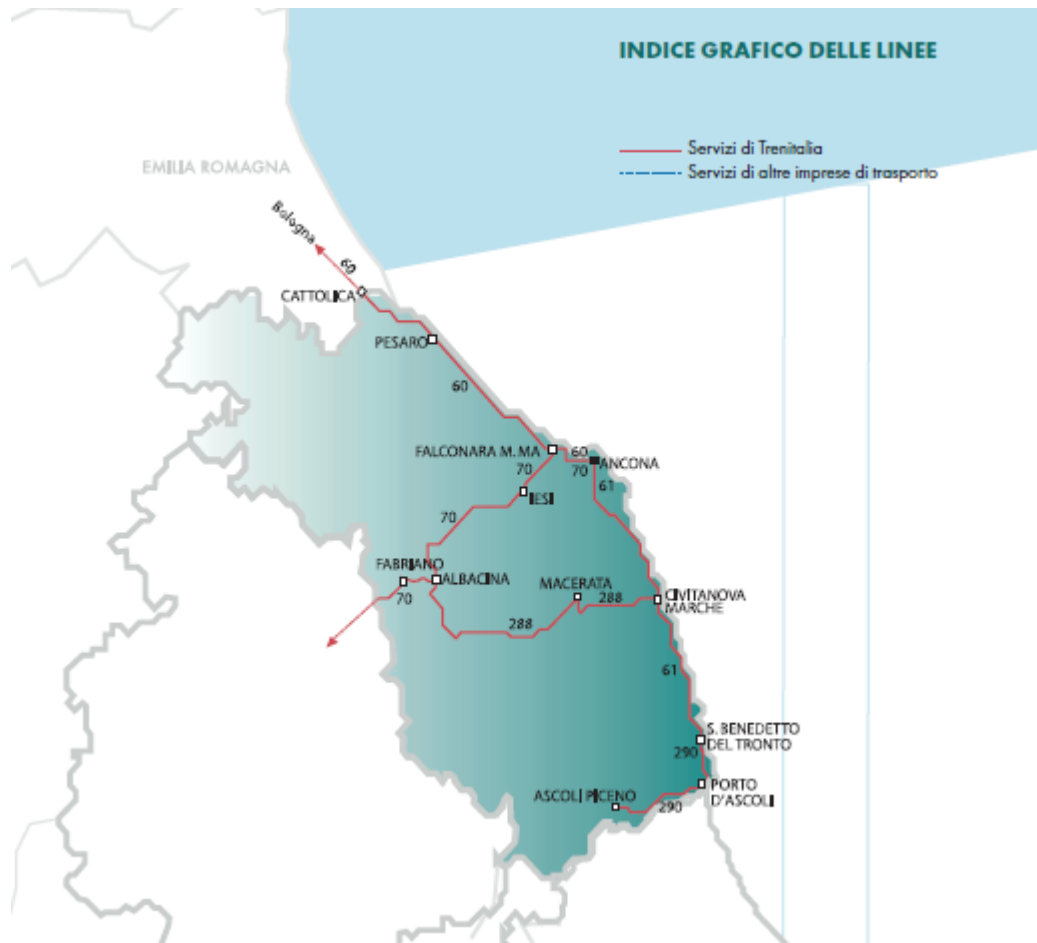 INDICE GRAFICO DELLE LINEE
Servizi di Trenitalia
Servizi di altre imprese di trasporto
EMILIA ROMAGNA
Bologna
60
CATTOLICA
PESARO
60
FALCONARA M.MA
60
70
70
ANCONA
61
IESI
70
FABRIANO
ALBACINA
70
MACERATA
288
CIVITANOVA
MARCHE
288
61
S. BENEDETTO
DEL TRONTO
290
PORTO
D'ASCOLI
ASCOLI PICENO
290